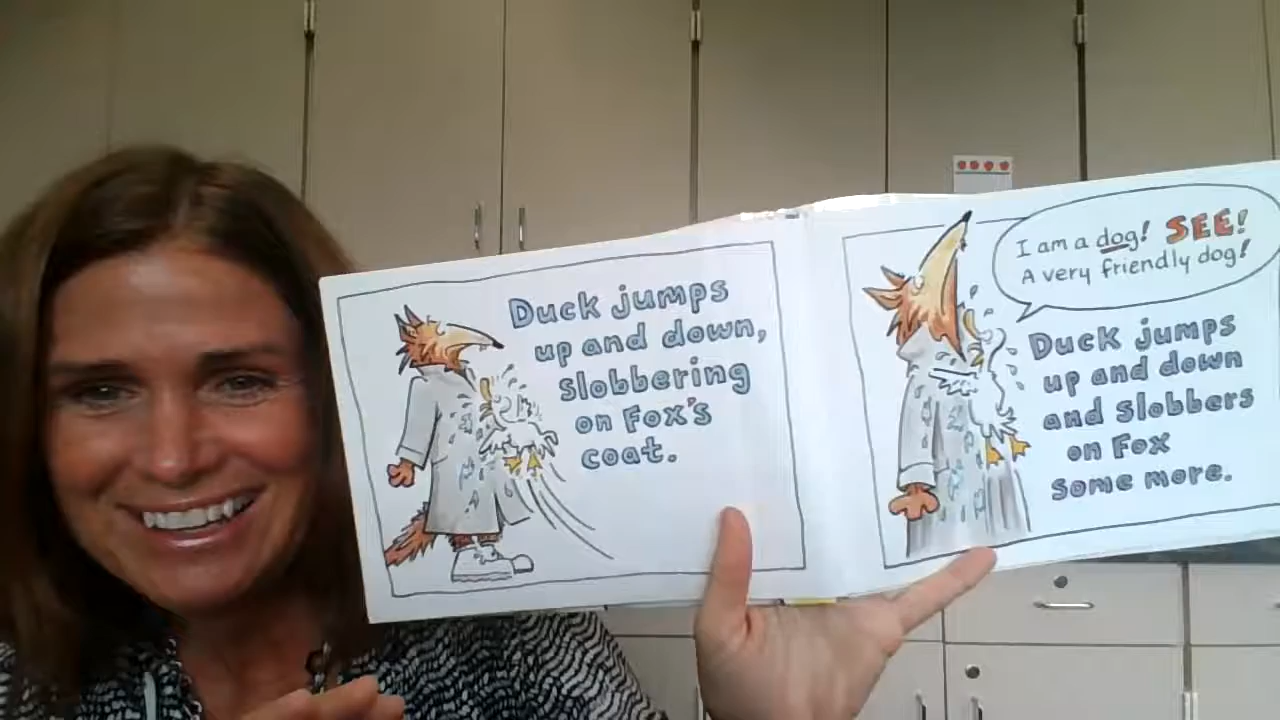 Duck jumps
up and down,
slobbering
on Fox's
coat.
I am a dog! SEE!
A very friendly dog!
Duck jumps
up and down
and slobbers
on Fox
some more.